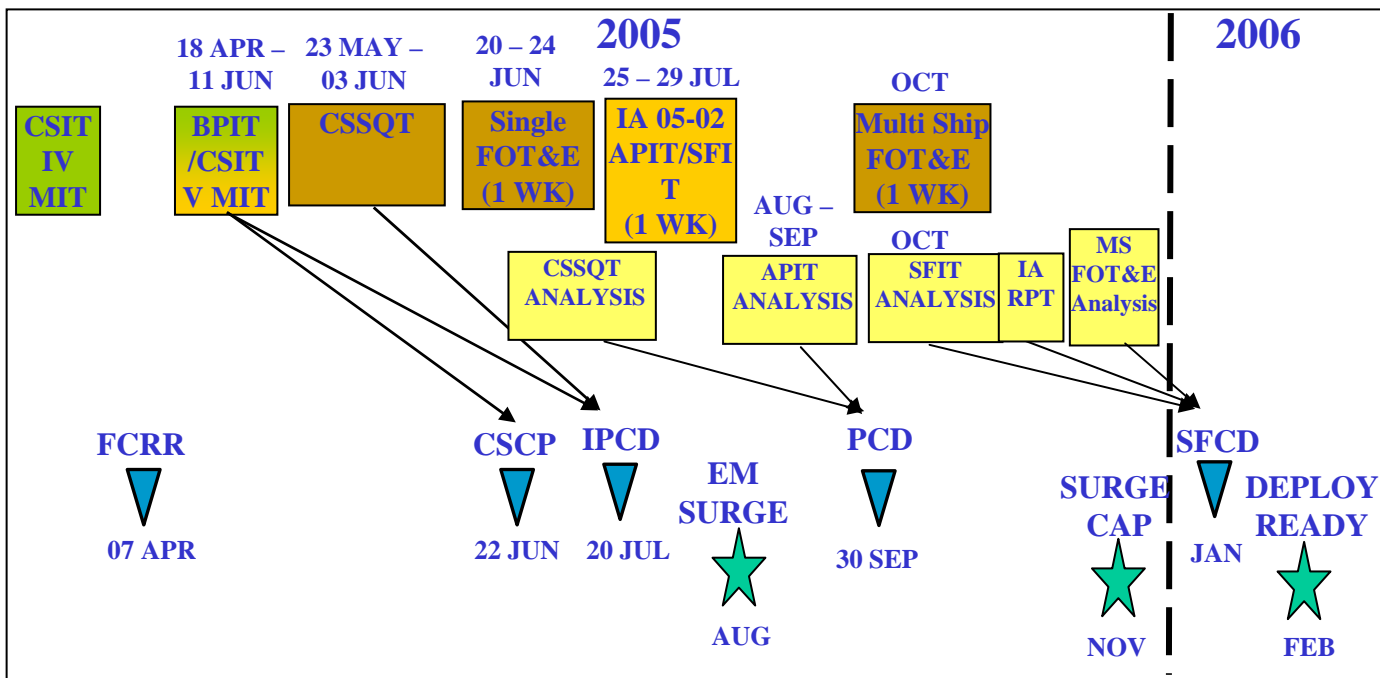 2005
2006
18 APR –
11 JUN
23 MAY –
03 JUN
20 – 24
JUN
25 – 29 JUL
OCT
CSIT
IV
MIT
BPIT
/CSIT
V MIT
CSSQT
Single
FOT&E
(1 WK)
IA 05-02
APIT/SFI
T
(1 WK)
Multi Ship
FOT&E
(1 WK)
AUG –
SEP
OCT
CSSQT
ANALYSIS
APIT
ANALYSIS
SFIT
ANALYSIS
IA
RPT
MS
FOT&E
Analysis
FCRR
07 APR
CSCP
22 JUN
IPCD
20 JUL
EM
SURGE
AUG
PCD
30 SEP
SURGE
CAP
NOV
SFCD
JAN
DEPLOY
READY
FEB